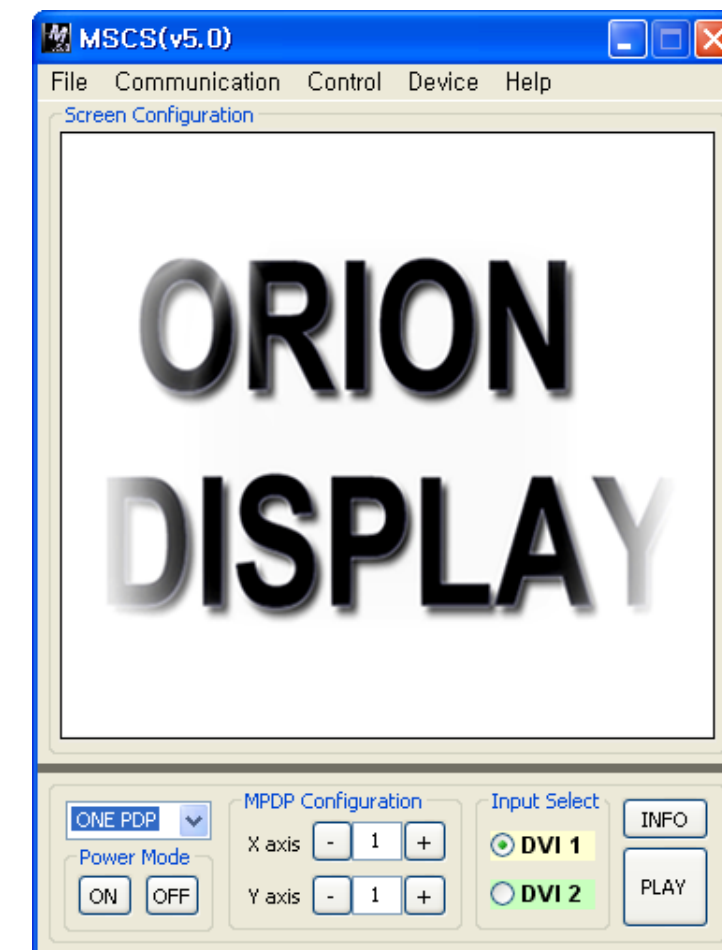 MSCS(v5.0)
File Communication Control Device Help
Screen Configuration
ORION
DISPLAY
ONE PDP
Power Mode
ON OFF
MPDP Configuration
X axis - 1 +
Y axis - 1 +
Input Select
DVI 1
DVI 2
INFO
PLAY